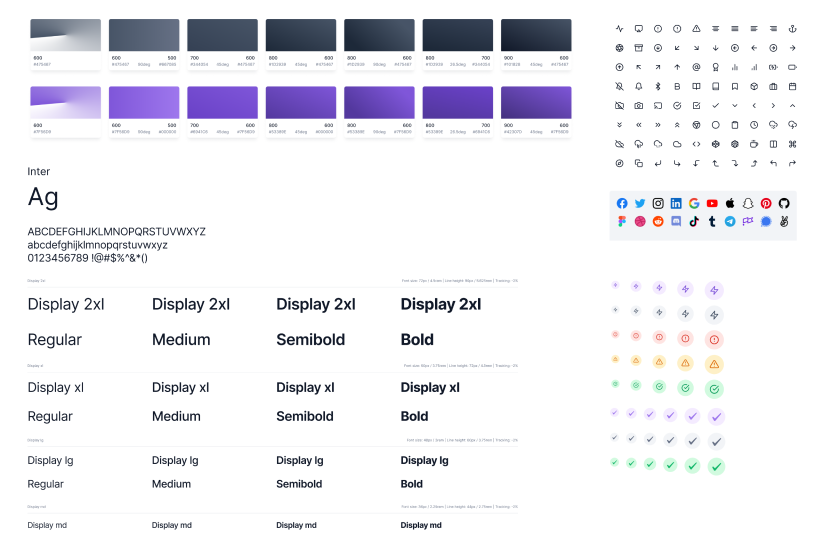 600
600 500
700 600
800 600
800 600
800 700
900 600
#475467
#475467 90deg #667085
#344054 45deg #475467
#1D2939 45deg #475467
#1D2939 90deg #475467
#1D2939 26.5deg #344054
#101828 45deg #475467
600
600 500
700 600
800 600
800 600
800 700
900 600
#7F56D9
#7F56D9 90deg
#6941C6 45deg #7F56D9
#53389E 45deg
#53389E 90deg #7F56D9
#53389E 26.5deg #6941C6
#42307D 45deg #7F56D9
Inter
Ag
ABCDEFGHIJKLMNOPQRSTUVWXYZ
abcdefghijklmnopqrstuvwxyz
0123456789 !@#$%^&*()
Display 2xl
Font size: 72px / 4.5rem | Line height: 90px / 5.625rem | Tracking: -2%
Display 2xl Display 2xl Display 2xl Display 2xl
Regular Medium Semibold Bold
Display xl
Font size: 60px / 3.75rem | Line height: 72px / 4.5rem | Tracking: -2%
Display xl Display xl Display xl Display xl
Regular Medium Semibold Bold
Display lg
Font size: 48px / 3rem | Line height: 60px / 3.75rem | Tracking: -2%
Display lg Display lg Display lg Display lg
Regular Medium Semibold Bold
Display md
Font size: 36px / 2.25rem | Line height: 44px / 2.75rem | Tracking: -2%
Display md Display md Display md Display md